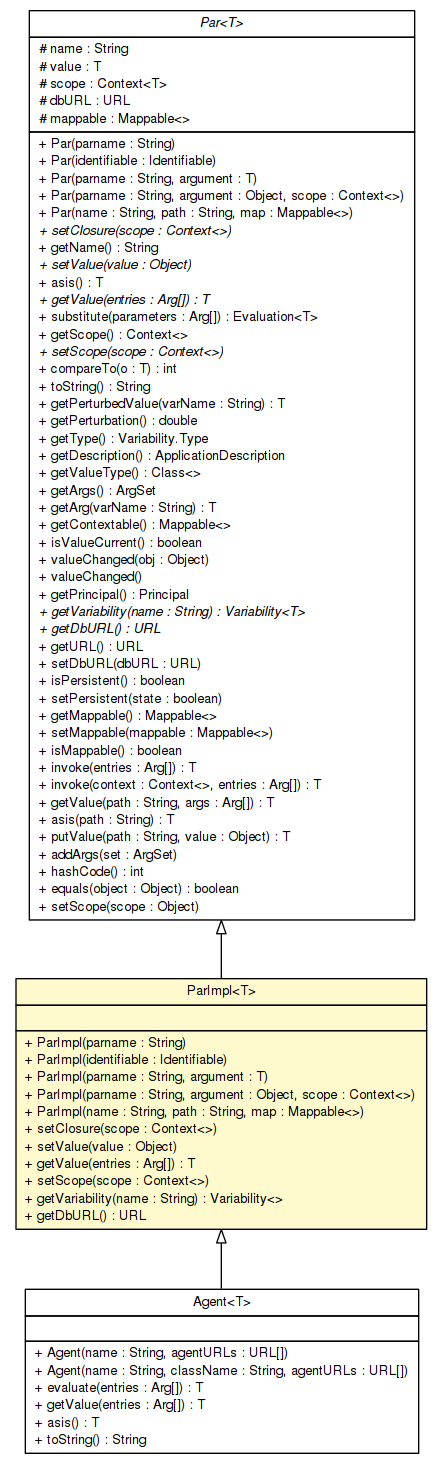 Par<T>
# name : String
# value : T
# scope : Context<T>
# dbURL : URL
# mappable : Mappable<>
+ Par(parname : String)
+ Par(identifiable : Identifiable)
+ Par(parname : String, argument : T)
+ Par(parname : String, argument : Object, scope : Context<>)
+ Par(name : String, path : String, map : Mappable<>)
+ setClosure(scope : Context<>)
+ getName() : String
+ setValue(value : Object)
+ asis() : T
+ getValue(entries : Arg[]) : T
+ substitute(parameters : Arg[]) : Evaluation<T>
+ getScope() : Context<>
+ setScope(scope : Context<>)
+ compareTo(o : T) : int
+ toString() : String
+ getPerturbedValue(varName : String) : T
+ getPerturbation() : double
+ getType() : Variability.Type
+ getDescription() : ApplicationDescription
+ getValueType() : Class<>
+ getArgs() : ArgSet
+ getArg(varName : String) : T
+ getContextable() : Mappable<>
+ isValueCurrent() : boolean
+ valueChanged(obj : Object)
+ valueChanged()
+ getPrincipal() : Principal
+ getVariability(name : String) : Variability<T>
+ getDbURL() : URL
+ getURL() : URL
+ setDbURL(dbURL : URL)
+ isPersistent() : boolean
+ setPersistent(state : boolean)
+ getMappable() : Mappable<>
+ setMappable(mappable : Mappable<>)
+ isMappable() : boolean
+ invoke(entries : Arg[]) : T
+ invoke(context : Context<>, entries : Arg[]) : T
+ getValue(path : String, args : Arg[]) : T
+ asis(path : String) : T
+ putValue(path : String, value : Object) : T
+ addArgs(set : ArgSet)
+ hashCode() : int
+ equals(object : Object) : boolean
+ setScope(scope : Object)
ParImpl<T>
+ ParImpl(parname : String)
+ ParImpl(identifiable : Identifiable)
+ ParImpl(parname : String, argument : T)
+ ParImpl(parname : String, argument : Object, scope : Context<>)
+ ParImpl(name : String, path : String, map : Mappable<>)
+ setClosure(scope : Context<>)
+ setValue(value : Object)
+ getValue(entries : Arg[]) : T
+ setScope(scope : Context<>)
+ getVariability(name : String) : Variability<>
+ getDbURL() : URL
Agent<T>
+ Agent(name : String, agentURLs : URL[])
+ Agent(name : String, className : String, agentURLs : URL[])
+ evaluate(entries : Arg[]) : T
+ getValue(entries : Arg[]) : T
+ asis() : T
+ toString() : String